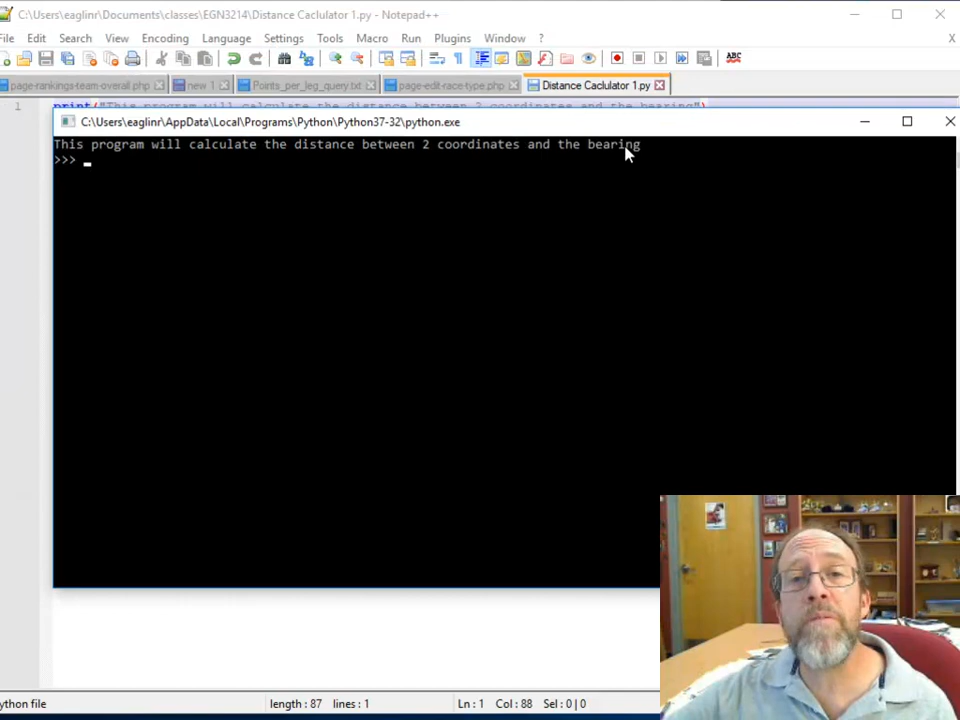 C:\Users\eaglinr\Documents\classes\EGN3214\Distance Caclulator 1.py - Notepad++
File Edit Search View Encoding Language Settings Tools Macro Run Plugins Window ? X
page-rankings-team-overall.php new 1 Points_per_leg_query.txt page-edit-race-type.php Distance Caclulator 1.py
1 print("This program will calculate the distance between 2 coordinates and the bearing")
C:\Users\eaglinr\AppData\Local\Programs\Python\Python37-32\python.exe
This program will calculate the distance between 2 coordinates and the bearing
>>>
ython file length : 87 lines : 1 Ln : 1 Col : 88 Sel : 0 | 0